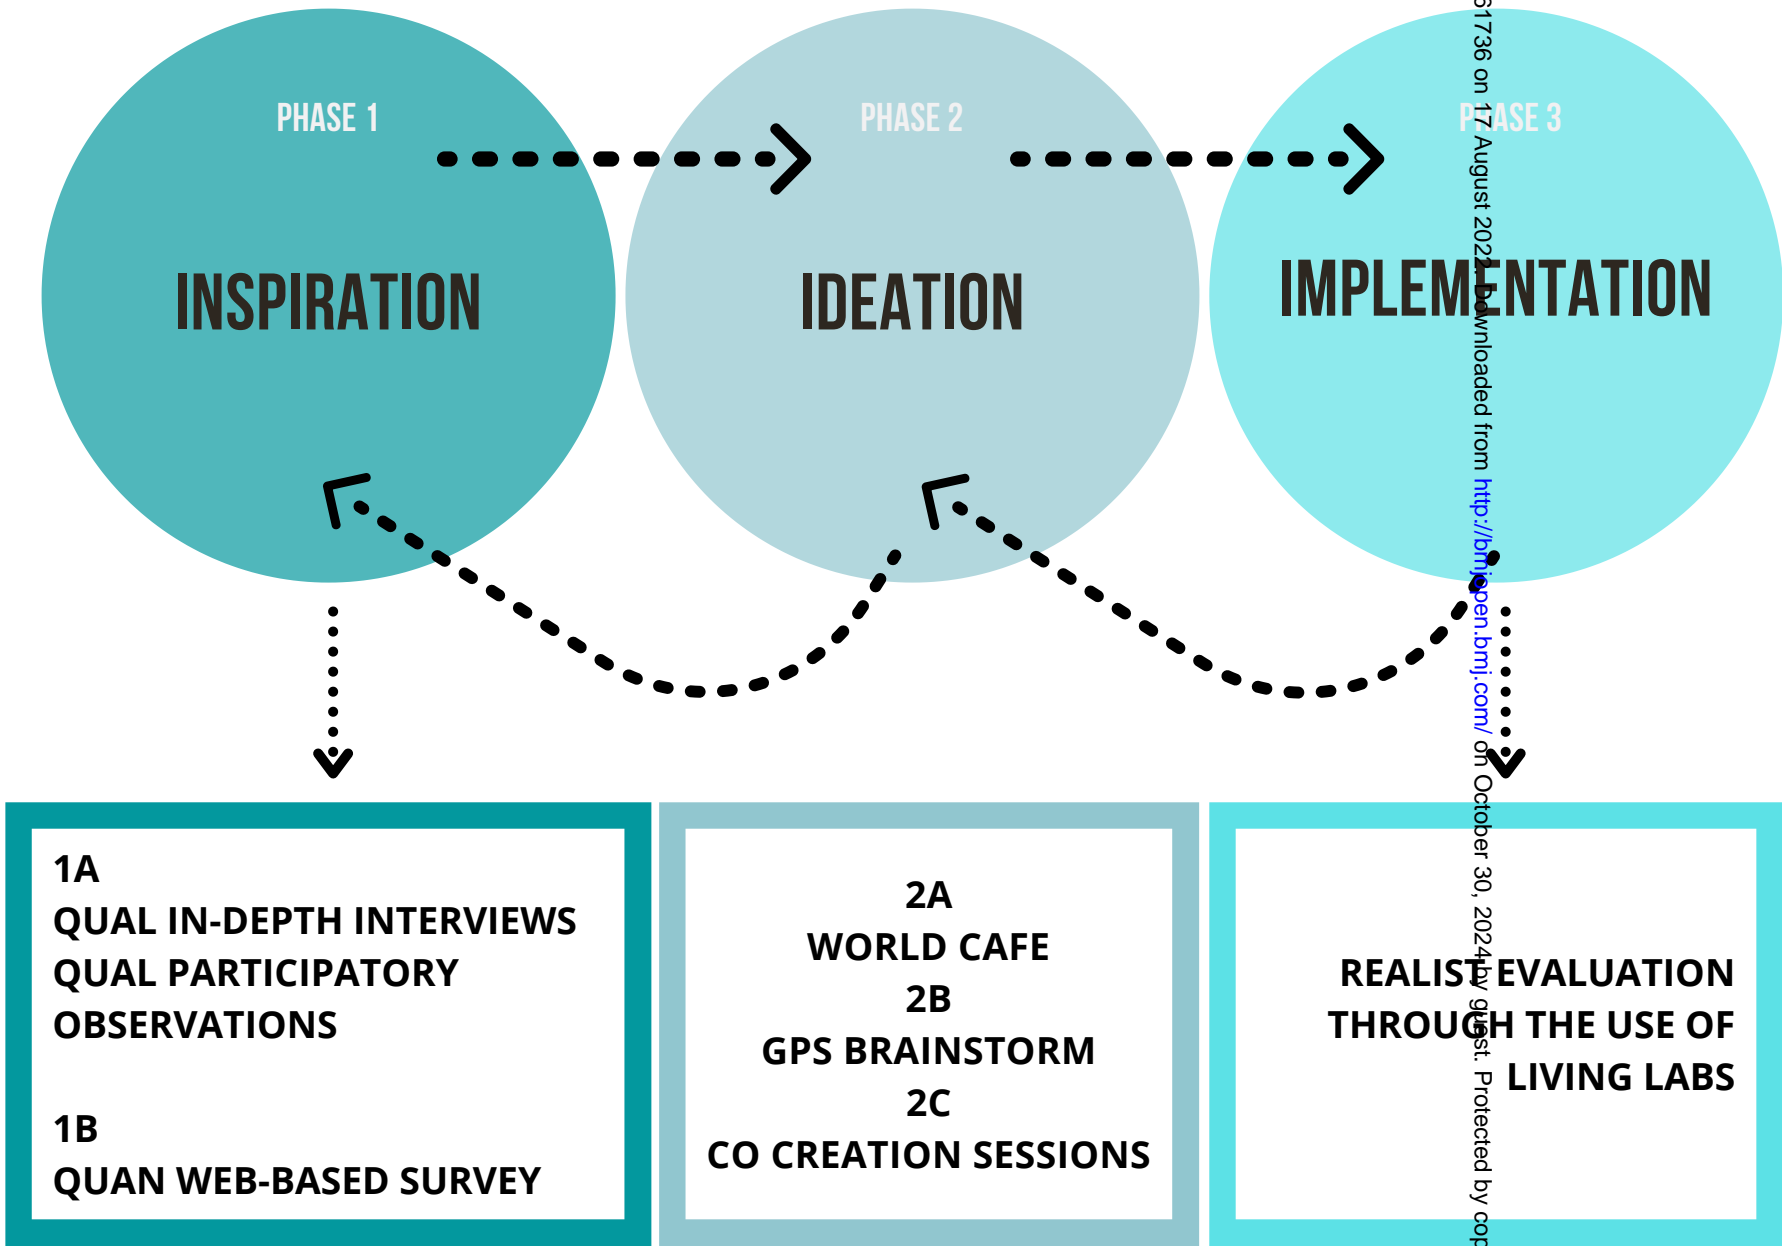 PHASE 1
PHASE 2
PHASE 3
INSPIRATION
IDEATION
IMPLEMENTATION
1A
QUAL IN-DEPTH INTERVIEWS
QUAL PARTICIPATORY
OBSERVATIONS
1B
QUAN WEB-BASED SURVEY
2A
WORLD CAFE
2B
GPS BRAINSTORM
2C
CO CREATION SESSIONS
REALIST EVALUATION
THROUGH THE USE OF
LIVING LABS
61736 on 17 August 2022. Downloaded from http://bmjopen.bmj.com/ on October 30, 2024 by guest. Protected by